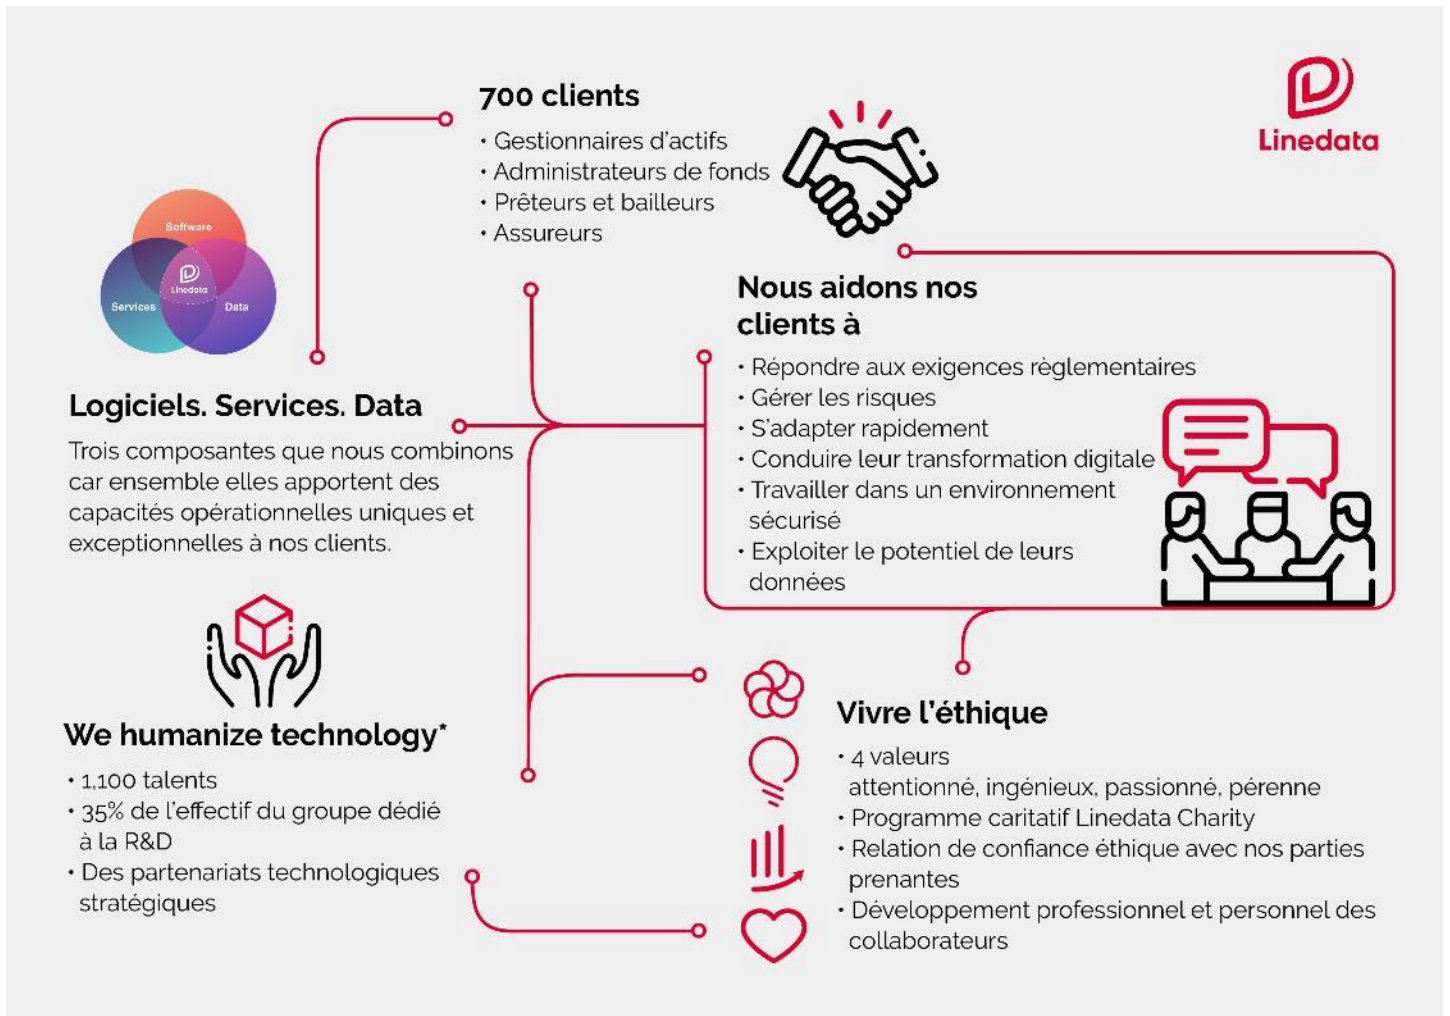 Linedata
700 clients
• Gestionnaires d'actifs
• Administrateurs de fonds
• Prêteurs et bailleurs
• Assureurs
Software
Linedata
Services
Data
Logiciels. Services. Data
Trois composantes que nous combinons
car ensemble elles apportent des
capacités opérationnelles uniques et
exceptionnelles à nos clients.
Nous aidons nos
clients à
• Répondre aux exigences règlementaires
• Gérer les risques
• S'adapter rapidement
• Conduire leur transformation digitale
• Travailler dans un environnement
sécurisé
• Exploiter le potentiel de leurs
données
We humanize technology*
• 1,100 talents
• 35% de l'effectif du groupe dédié
à la R&D
• Des partenariats technologiques
stratégiques
Vivre l'éthique
• 4 valeurs
attentionné, ingénieux, passionné, pérenne
• Programme caritatif Linedata Charity
• Relation de confiance éthique avec nos parties
prenantes
• Développement professionnel et personnel des
collaborateurs